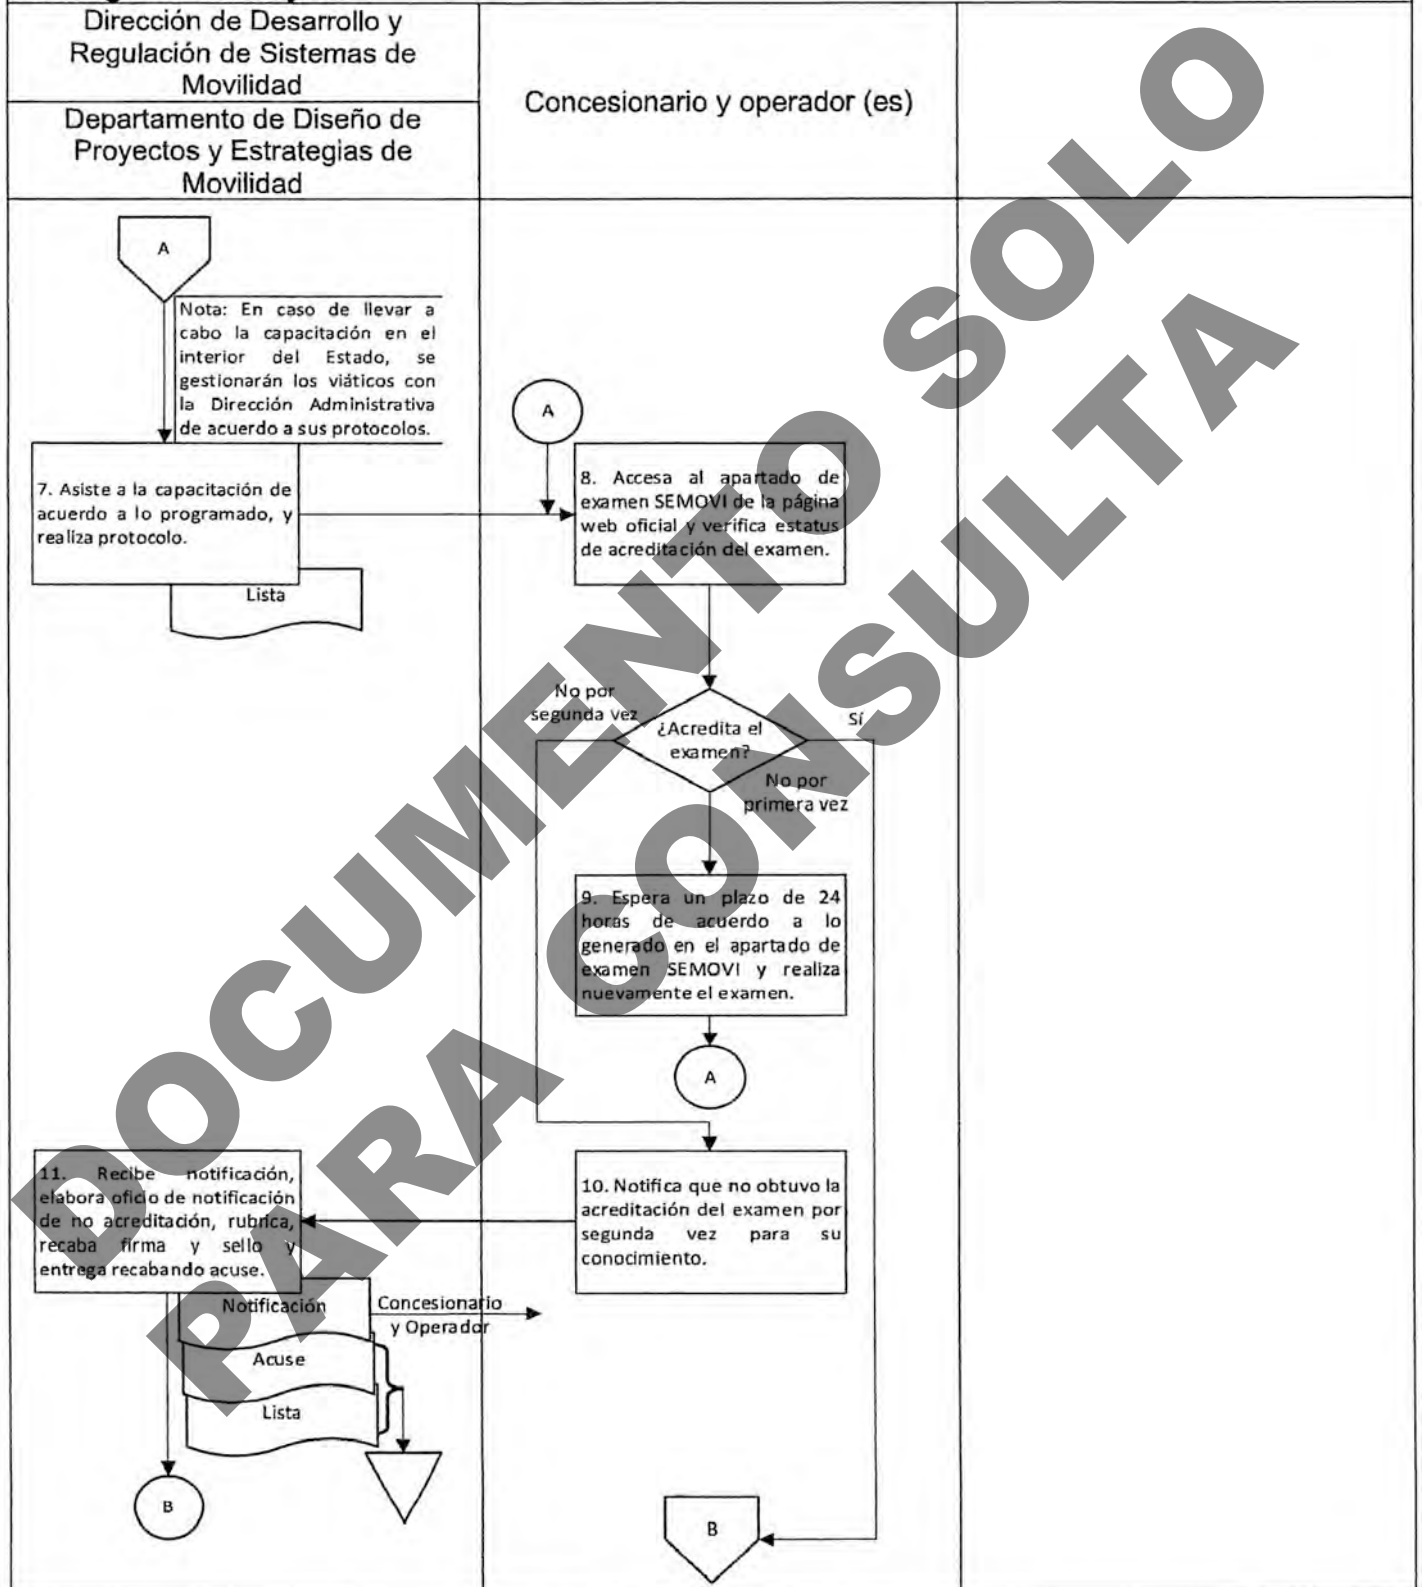 Dirección de Desarrollo y
Regulación de Sistemas de
Movilidad
Departamento de Diseño de
Proyectos y Estrategias de
Movilidad
Concesionario y operador (es)
A
Nota: En caso de llevar a
cabo la capacitación en el
interior del Estado, se
gestionarán los viáticos con
la Dirección Administrativa
de acuerdo a sus protocolos.
7. Asiste a la capacitación de
acuerdo a lo programado, y
realiza protocolo.
Lista
A
8. Accesa al apartado de
examen SEMOVI de la página
web oficial y verifica estatus
de acreditación del examen.
No por
segunda vez
¿Acredita el
examen?
Sí
No por
primera vez
9. Espera un plazo de 24
horas de acuerdo a lo
generado en el apartado de
examen SEMOVI y realiza
nuevamente el examen.
A
10. Notifica que no obtuvo la
acreditación del examen por
segunda vez para su
conocimiento.
11. Recibe notificación,
elabora oficio de notificación
de no acreditación, rubrica,
recaba firma y sello y
entrega recabando acuse.
Notificación
Concesionario
y Operador
Acuse
Lista
B
B
DOCUMENTO SOLO
PARA CONSULTA